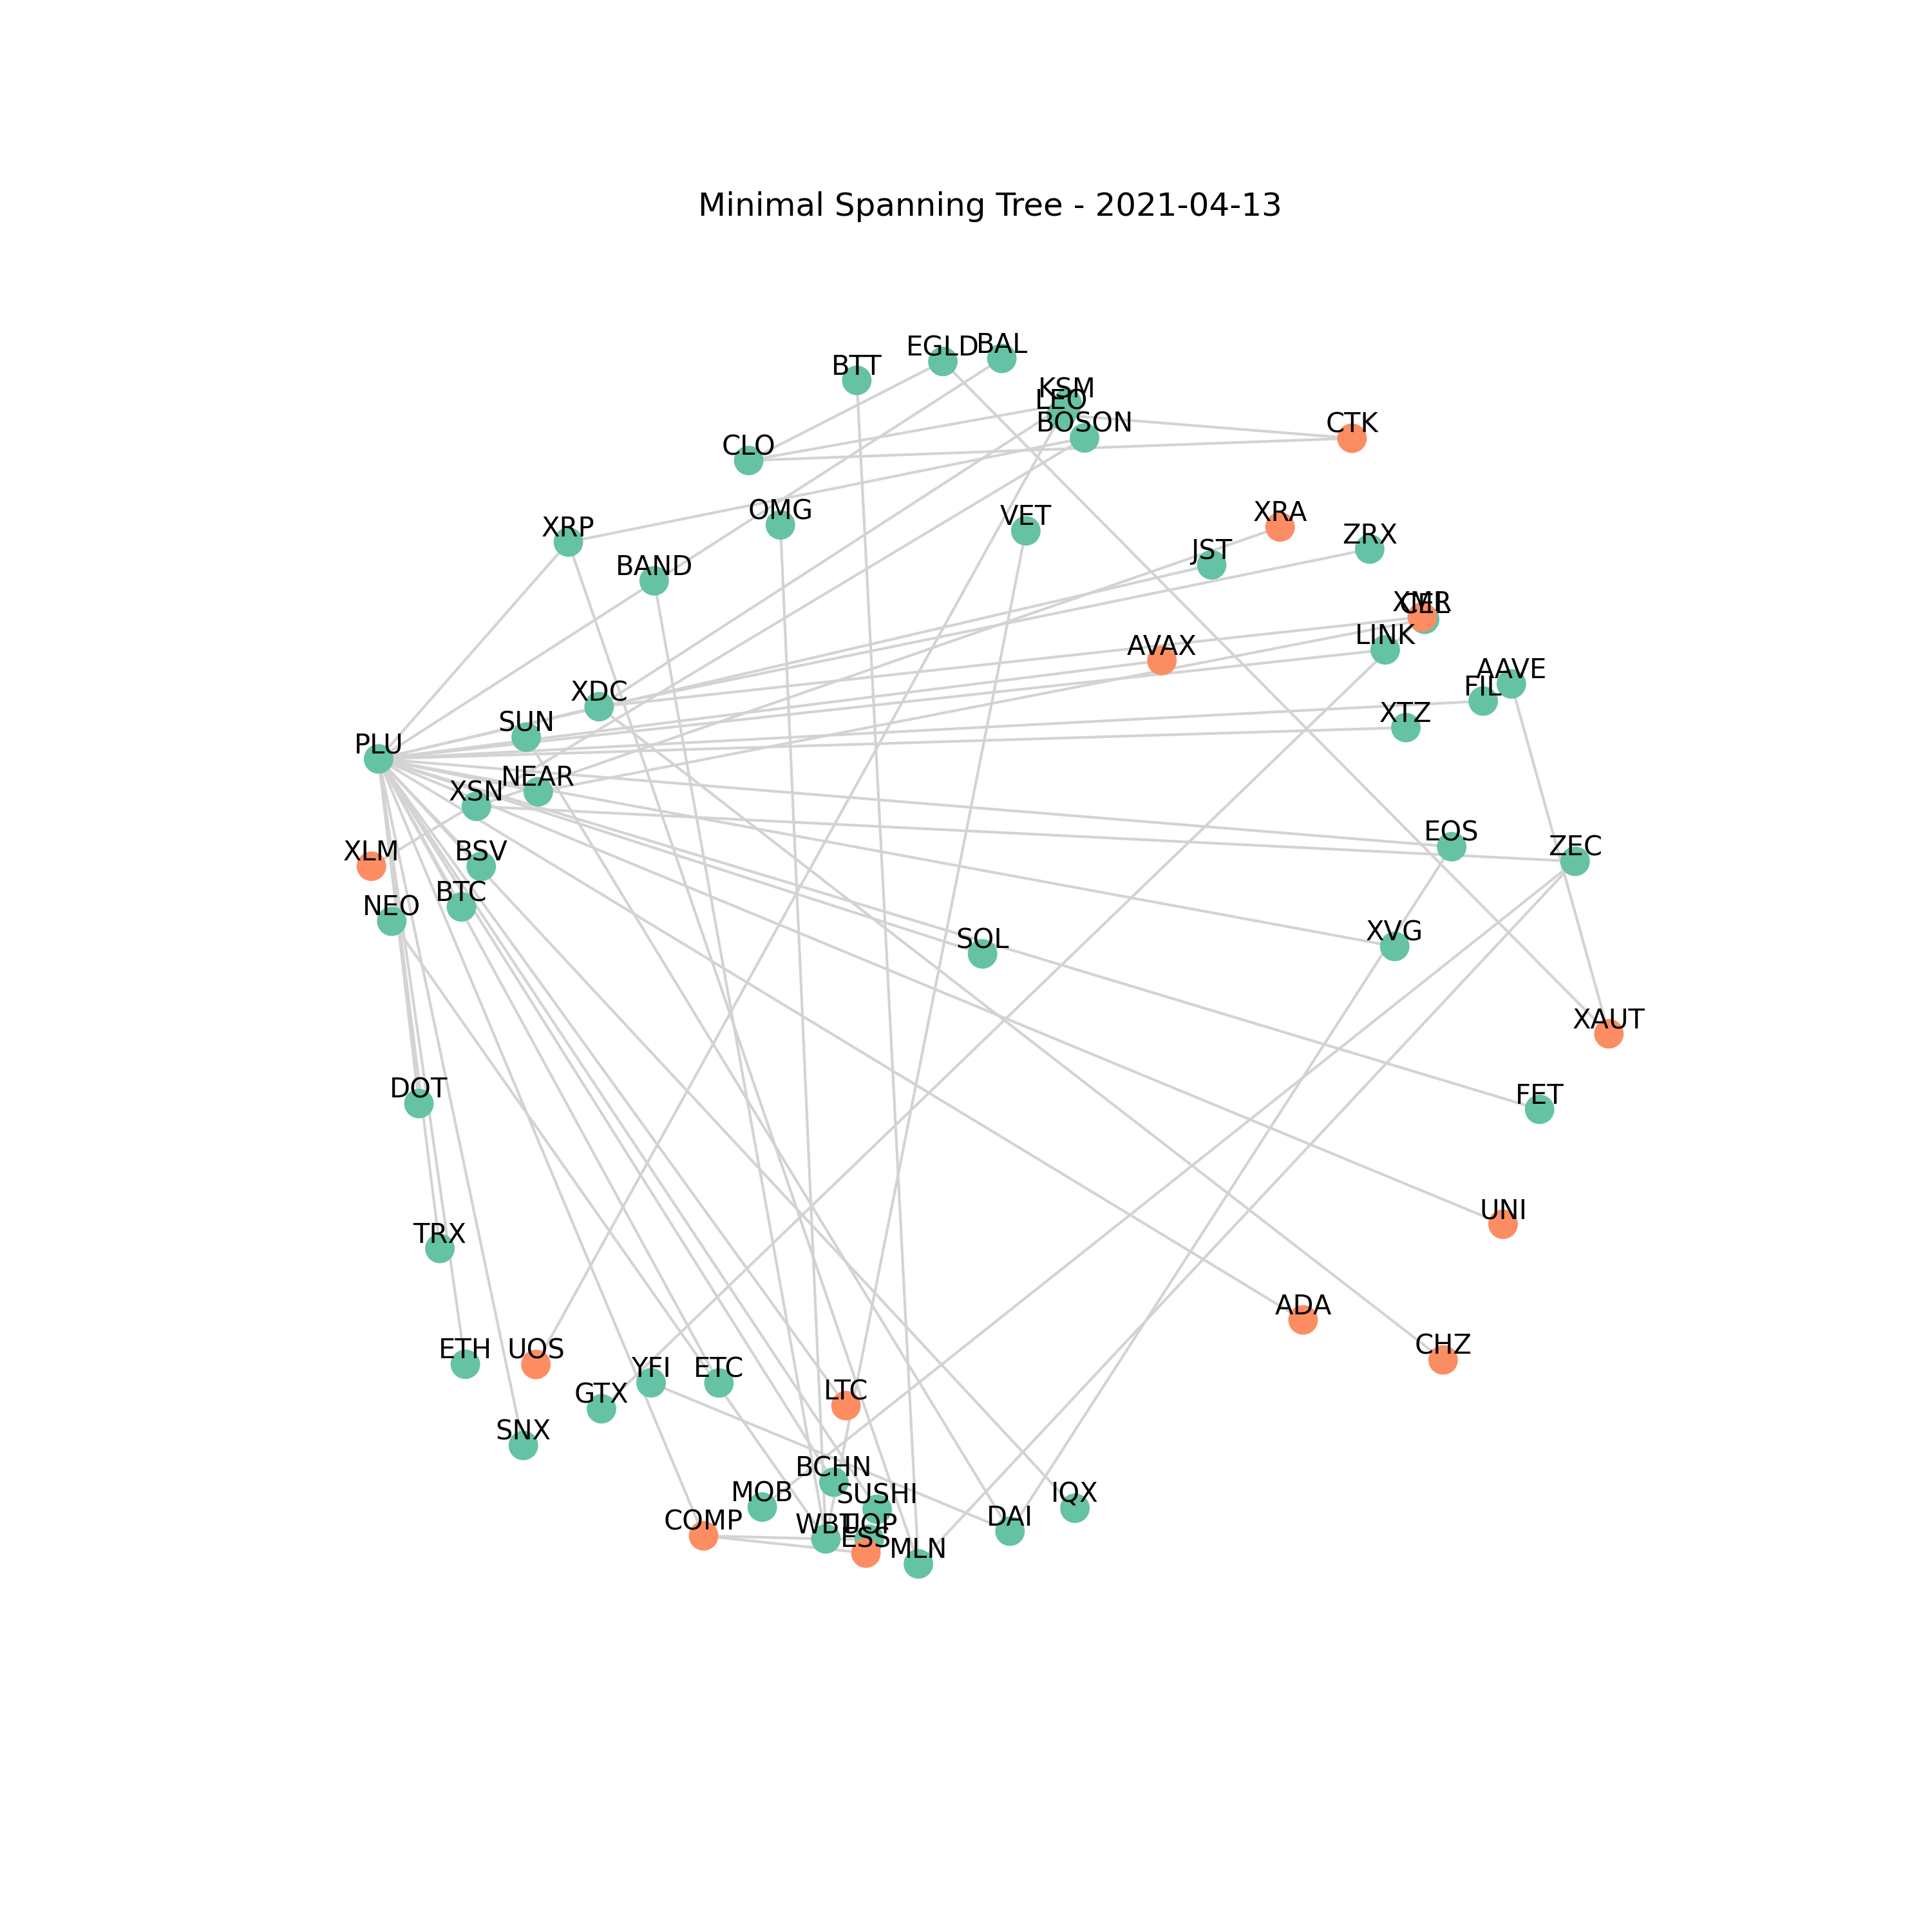 Minimal Spanning Tree - 2021-04-13
BTT
EGLD
BAL
KSM
LEO
BOSON
CTK
CLO
OMG
VET
XRA
ZRX
XRP
BAND
JST
XMR
CEL
LINK
AVAX
AAVE
FIL
XTZ
XDC
SUN
PLU
NEAR
XSN
XLM
BSV
EOS
ZEC
BTC
NEO
SOL
XVG
XAUT
DOT
FET
TRX
UNI
ADA
CHZ
ETH
UOS
YFI
ETC
GTX
LTC
SNX
BCHN
MOB
SUSHI
IQX
COMP
WBT
UOP
ESS
DAI
MLN